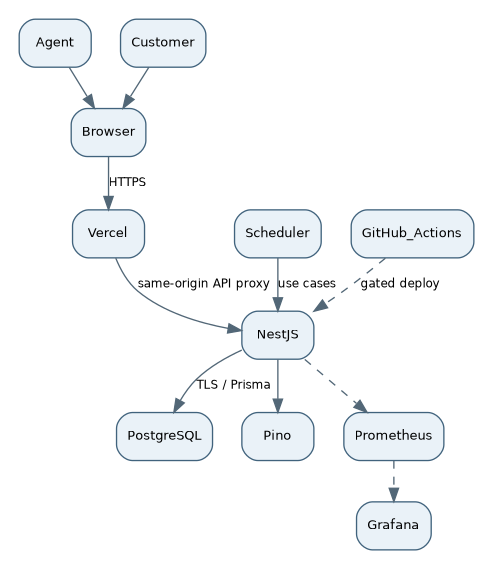 Agent
Customer
Browser
HTTPS
Vercel
Scheduler
GitHub_Actions
same-origin API proxy
use cases
gated deploy
NestJS
TLS / Prisma
PostgreSQL
Pino
Prometheus
Grafana